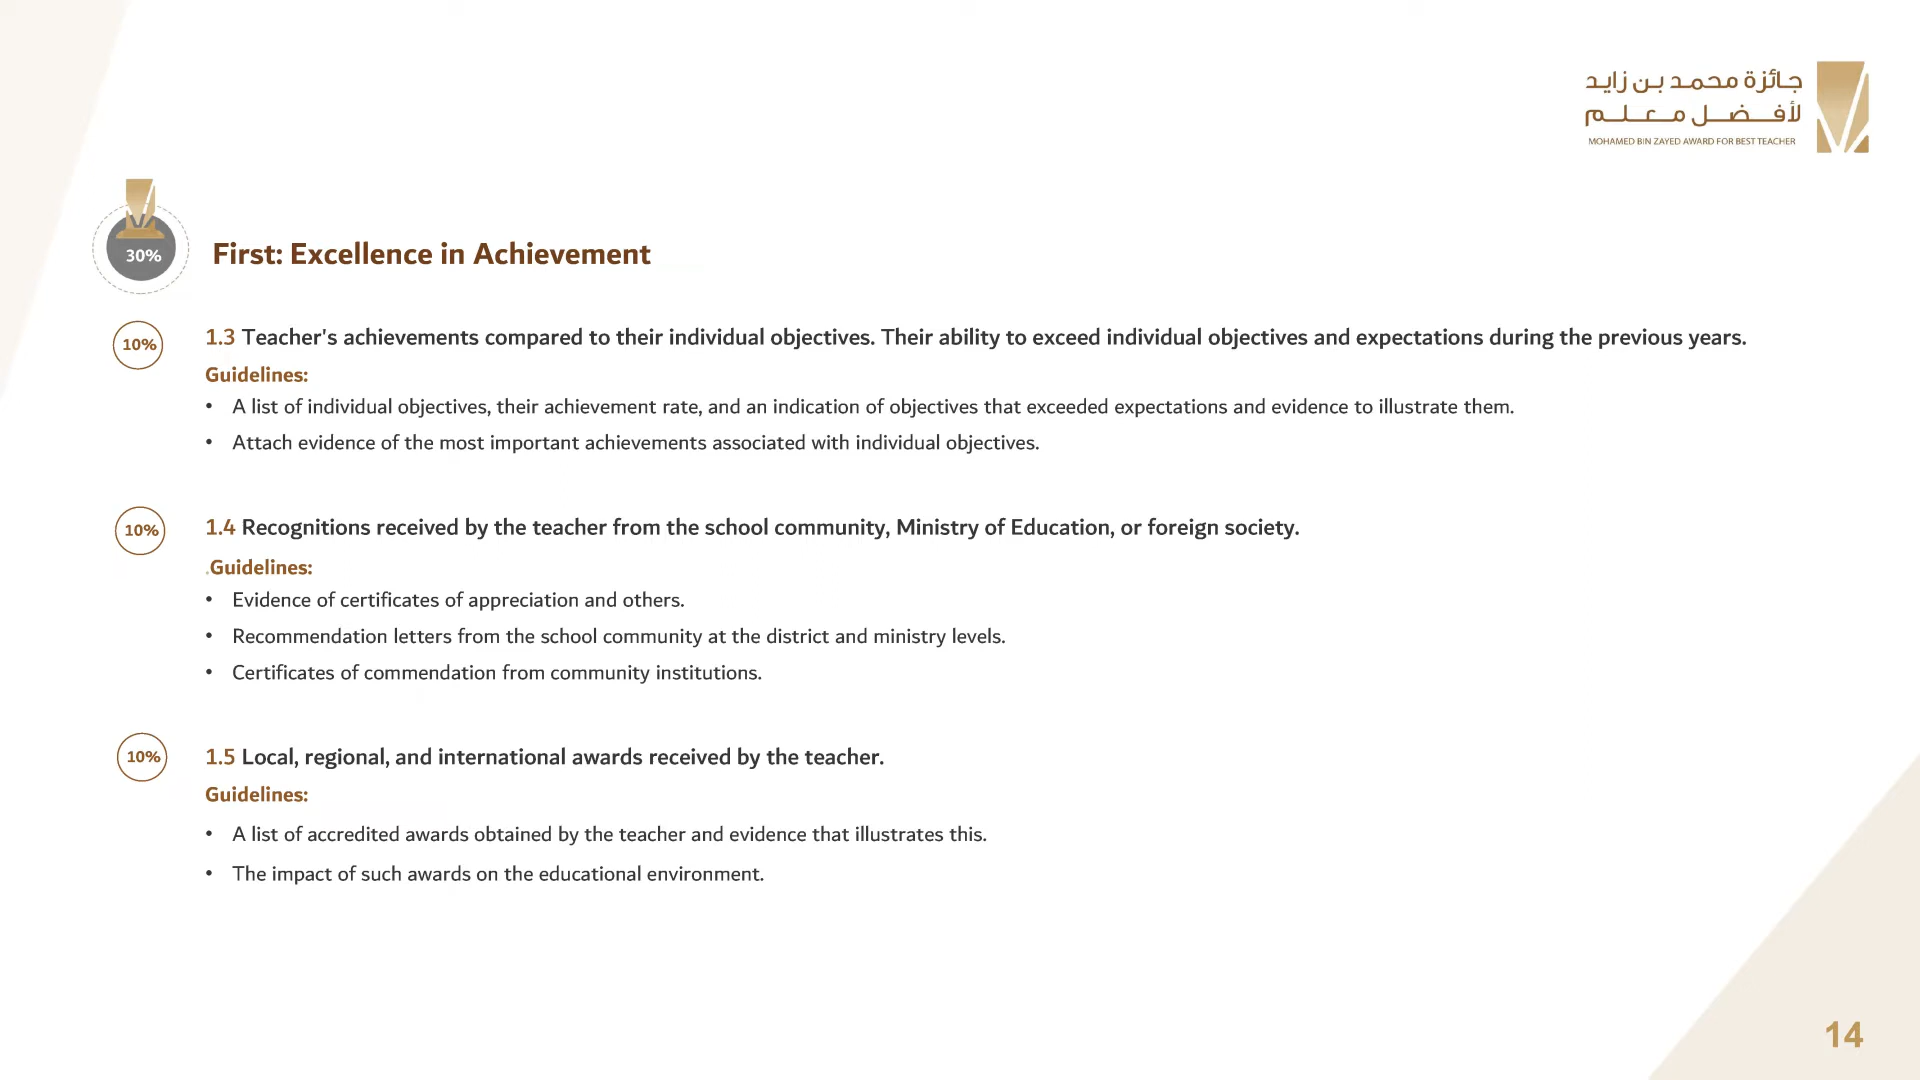 جائزة محمد بن زايد
لأفضل معلم
MOHAMED BIN ZAYED AWARD FOR BEST TEACHER
30%
First: Excellence in Achievement
10%
1.3 Teacher's achievements compared to their individual objectives. Their ability to exceed individual objectives and expectations during the previous years.
Guidelines:
• A list of individual objectives, their achievement rate, and an indication of objectives that exceeded expectations and evidence to illustrate them.
• Attach evidence of the most important achievements associated with individual objectives.
10%
1.4 Recognitions received by the teacher from the school community, Ministry of Education, or foreign society.
.Guidelines:
• Evidence of certificates of appreciation and others.
• Recommendation letters from the school community at the district and ministry levels.
• Certificates of commendation from community institutions.
10%
1.5 Local, regional, and international awards received by the teacher.
Guidelines:
• A list of accredited awards obtained by the teacher and evidence that illustrates this.
• The impact of such awards on the educational environment.
14